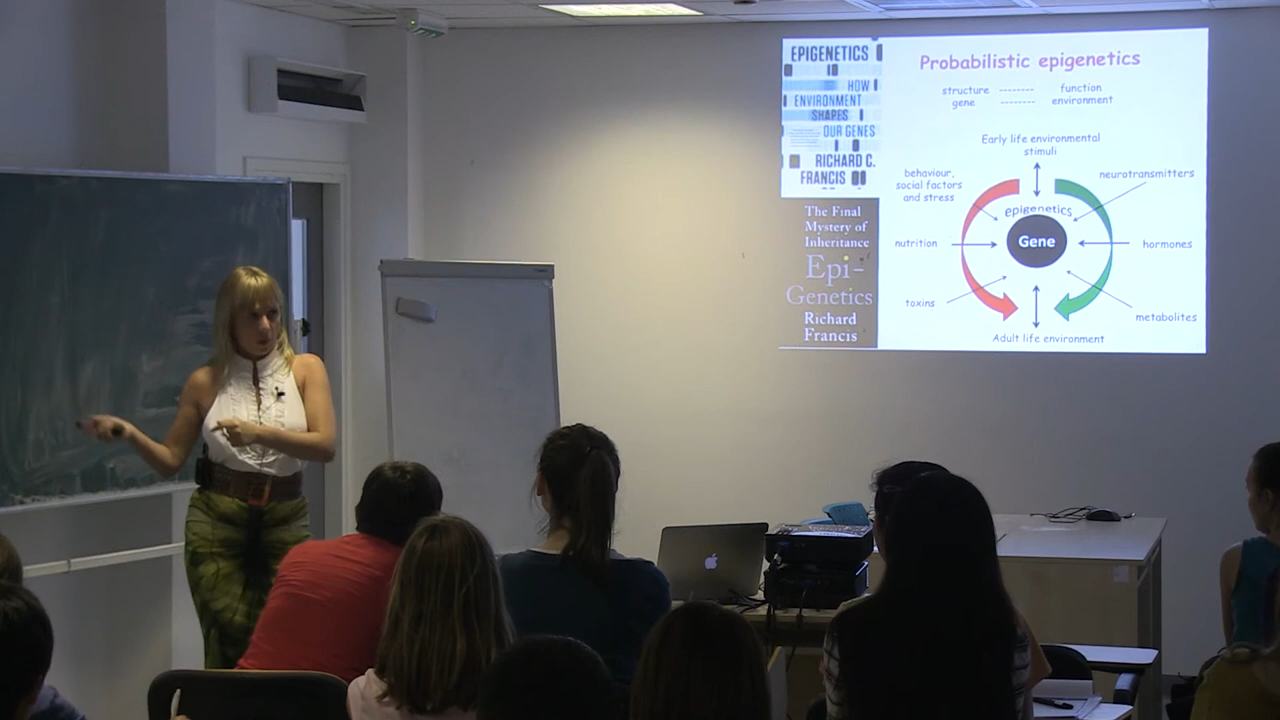 EPIGENETICS
HOW
ENVIRONMENT
SHAPES
OUR GENES
RICHARD C.
FRANCIS
The Final
Mystery of
Inheritance
Epi-
Genetics
Richard
Francis
Probabilistic epigenetics
structure -------- function
gene -------- environment
Early life environmental
stimuli
behaviour,
social factors
and stress
neurotransmitters
epigenetics
Gene
nutrition
hormones
toxins
metabolites
Adult life environment